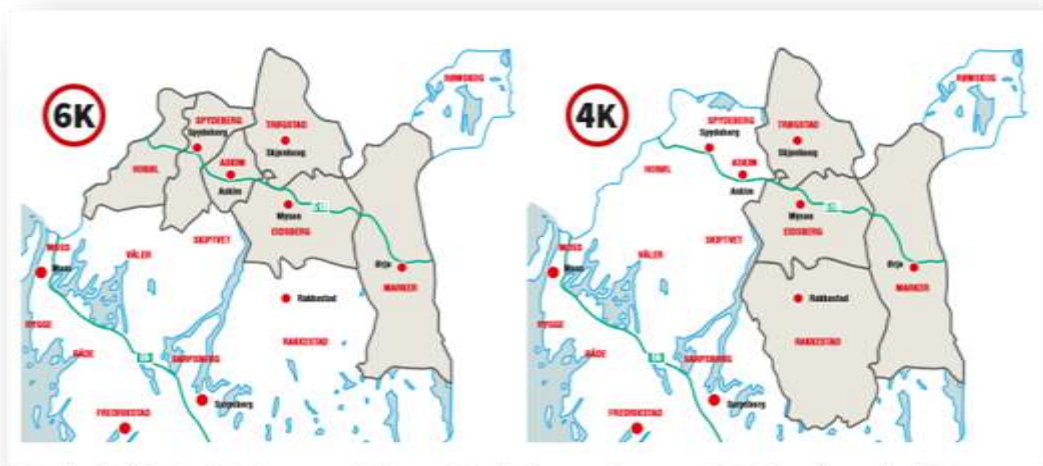 6K
RØMSKOG
SPYDEBERG
Spydeberg
TRØGSTAD
Skjønhaug
HOBØL
ASKIM
Askim
Mysen
EIDSBERG
SKIPTVET
MOSS
Moss
VÅLER
Ørje
MARKER
Rakkestad
RYGGE
RÅDE
RAKKESTAD
SARPSBORG
Sarpsborg
FREDRIKSTAD
4K
RØMSKOG
SPYDEBERG
Spydeberg
TRØGSTAD
Skjønhaug
HOBØL
ASKIM
Askim
Mysen
EIDSBERG
SKIPTVET
MOSS
Moss
VÅLER
Ørje
MARKER
Rakkestad
RYGGE
RÅDE
RAKKESTAD
SARPSBORG
Sarpsborg
FREDRIKSTAD